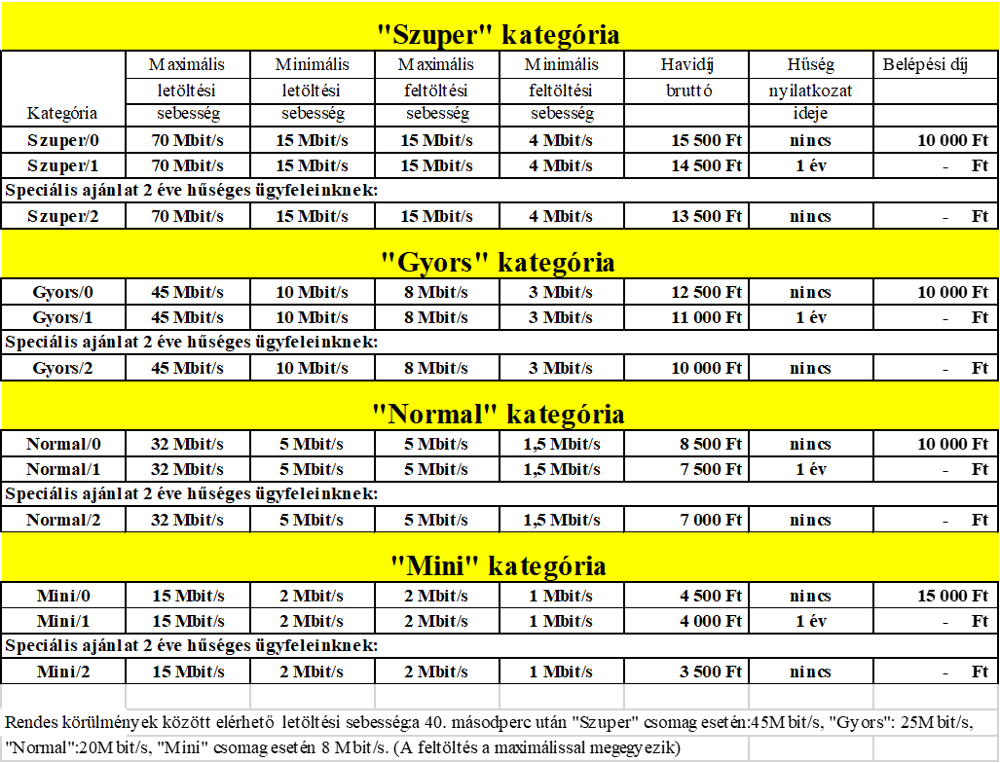 "Szuper" kategória
Kategória Maximális letöltési sebesség Minimális letöltési sebesség Maximális feltöltési sebesség Minimális feltöltési sebesség Havidíj bruttó Hűség nyilatkozat ideje Belépési díj
Szuper/0 70 Mbit/s 15 Mbit/s 15 Mbit/s 4 Mbit/s 15 500 Ft nincs 10 000 Ft
Szuper/1 70 Mbit/s 15 Mbit/s 15 Mbit/s 4 Mbit/s 14 500 Ft 1 év - Ft
Speciális ajánlat 2 éve hűséges ügyfeleinknek:
Szuper/2 70 Mbit/s 15 Mbit/s 15 Mbit/s 4 Mbit/s 13 500 Ft nincs - Ft
"Gyors" kategória
Gyors/0 45 Mbit/s 10 Mbit/s 8 Mbit/s 3 Mbit/s 12 500 Ft nincs 10 000 Ft
Gyors/1 45 Mbit/s 10 Mbit/s 8 Mbit/s 3 Mbit/s 11 000 Ft 1 év - Ft
Speciális ajánlat 2 éve hűséges ügyfeleinknek:
Gyors/2 45 Mbit/s 10 Mbit/s 8 Mbit/s 3 Mbit/s 10 000 Ft nincs - Ft
"Normal" kategória
Normal/0 32 Mbit/s 5 Mbit/s 5 Mbit/s 1,5 Mbit/s 8 500 Ft nincs 10 000 Ft
Normal/1 32 Mbit/s 5 Mbit/s 5 Mbit/s 1,5 Mbit/s 7 500 Ft 1 év - Ft
Speciális ajánlat 2 éve hűséges ügyfeleinknek:
Normal/2 32 Mbit/s 5 Mbit/s 5 Mbit/s 1,5 Mbit/s 7 000 Ft nincs - Ft
"Mini" kategória
Mini/0 15 Mbit/s 2 Mbit/s 2 Mbit/s 1 Mbit/s 4 500 Ft nincs 15 000 Ft
Mini/1 15 Mbit/s 2 Mbit/s 2 Mbit/s 1 Mbit/s 4 000 Ft 1 év - Ft
Speciális ajánlat 2 éve hűséges ügyfeleinknek:
Mini/2 15 Mbit/s 2 Mbit/s 2 Mbit/s 1 Mbit/s 3 500 Ft nincs - Ft
Rendes körülmények között elérhető letöltési sebesség:a 40. másodperc után "Szuper" csomag esetén:45Mbit/s, "Gyors": 25Mbit/s,
"Normal":20Mbit/s, "Mini" csomag esetén 8 Mbit/s. (A feltöltés a maximálissal megegyezik)